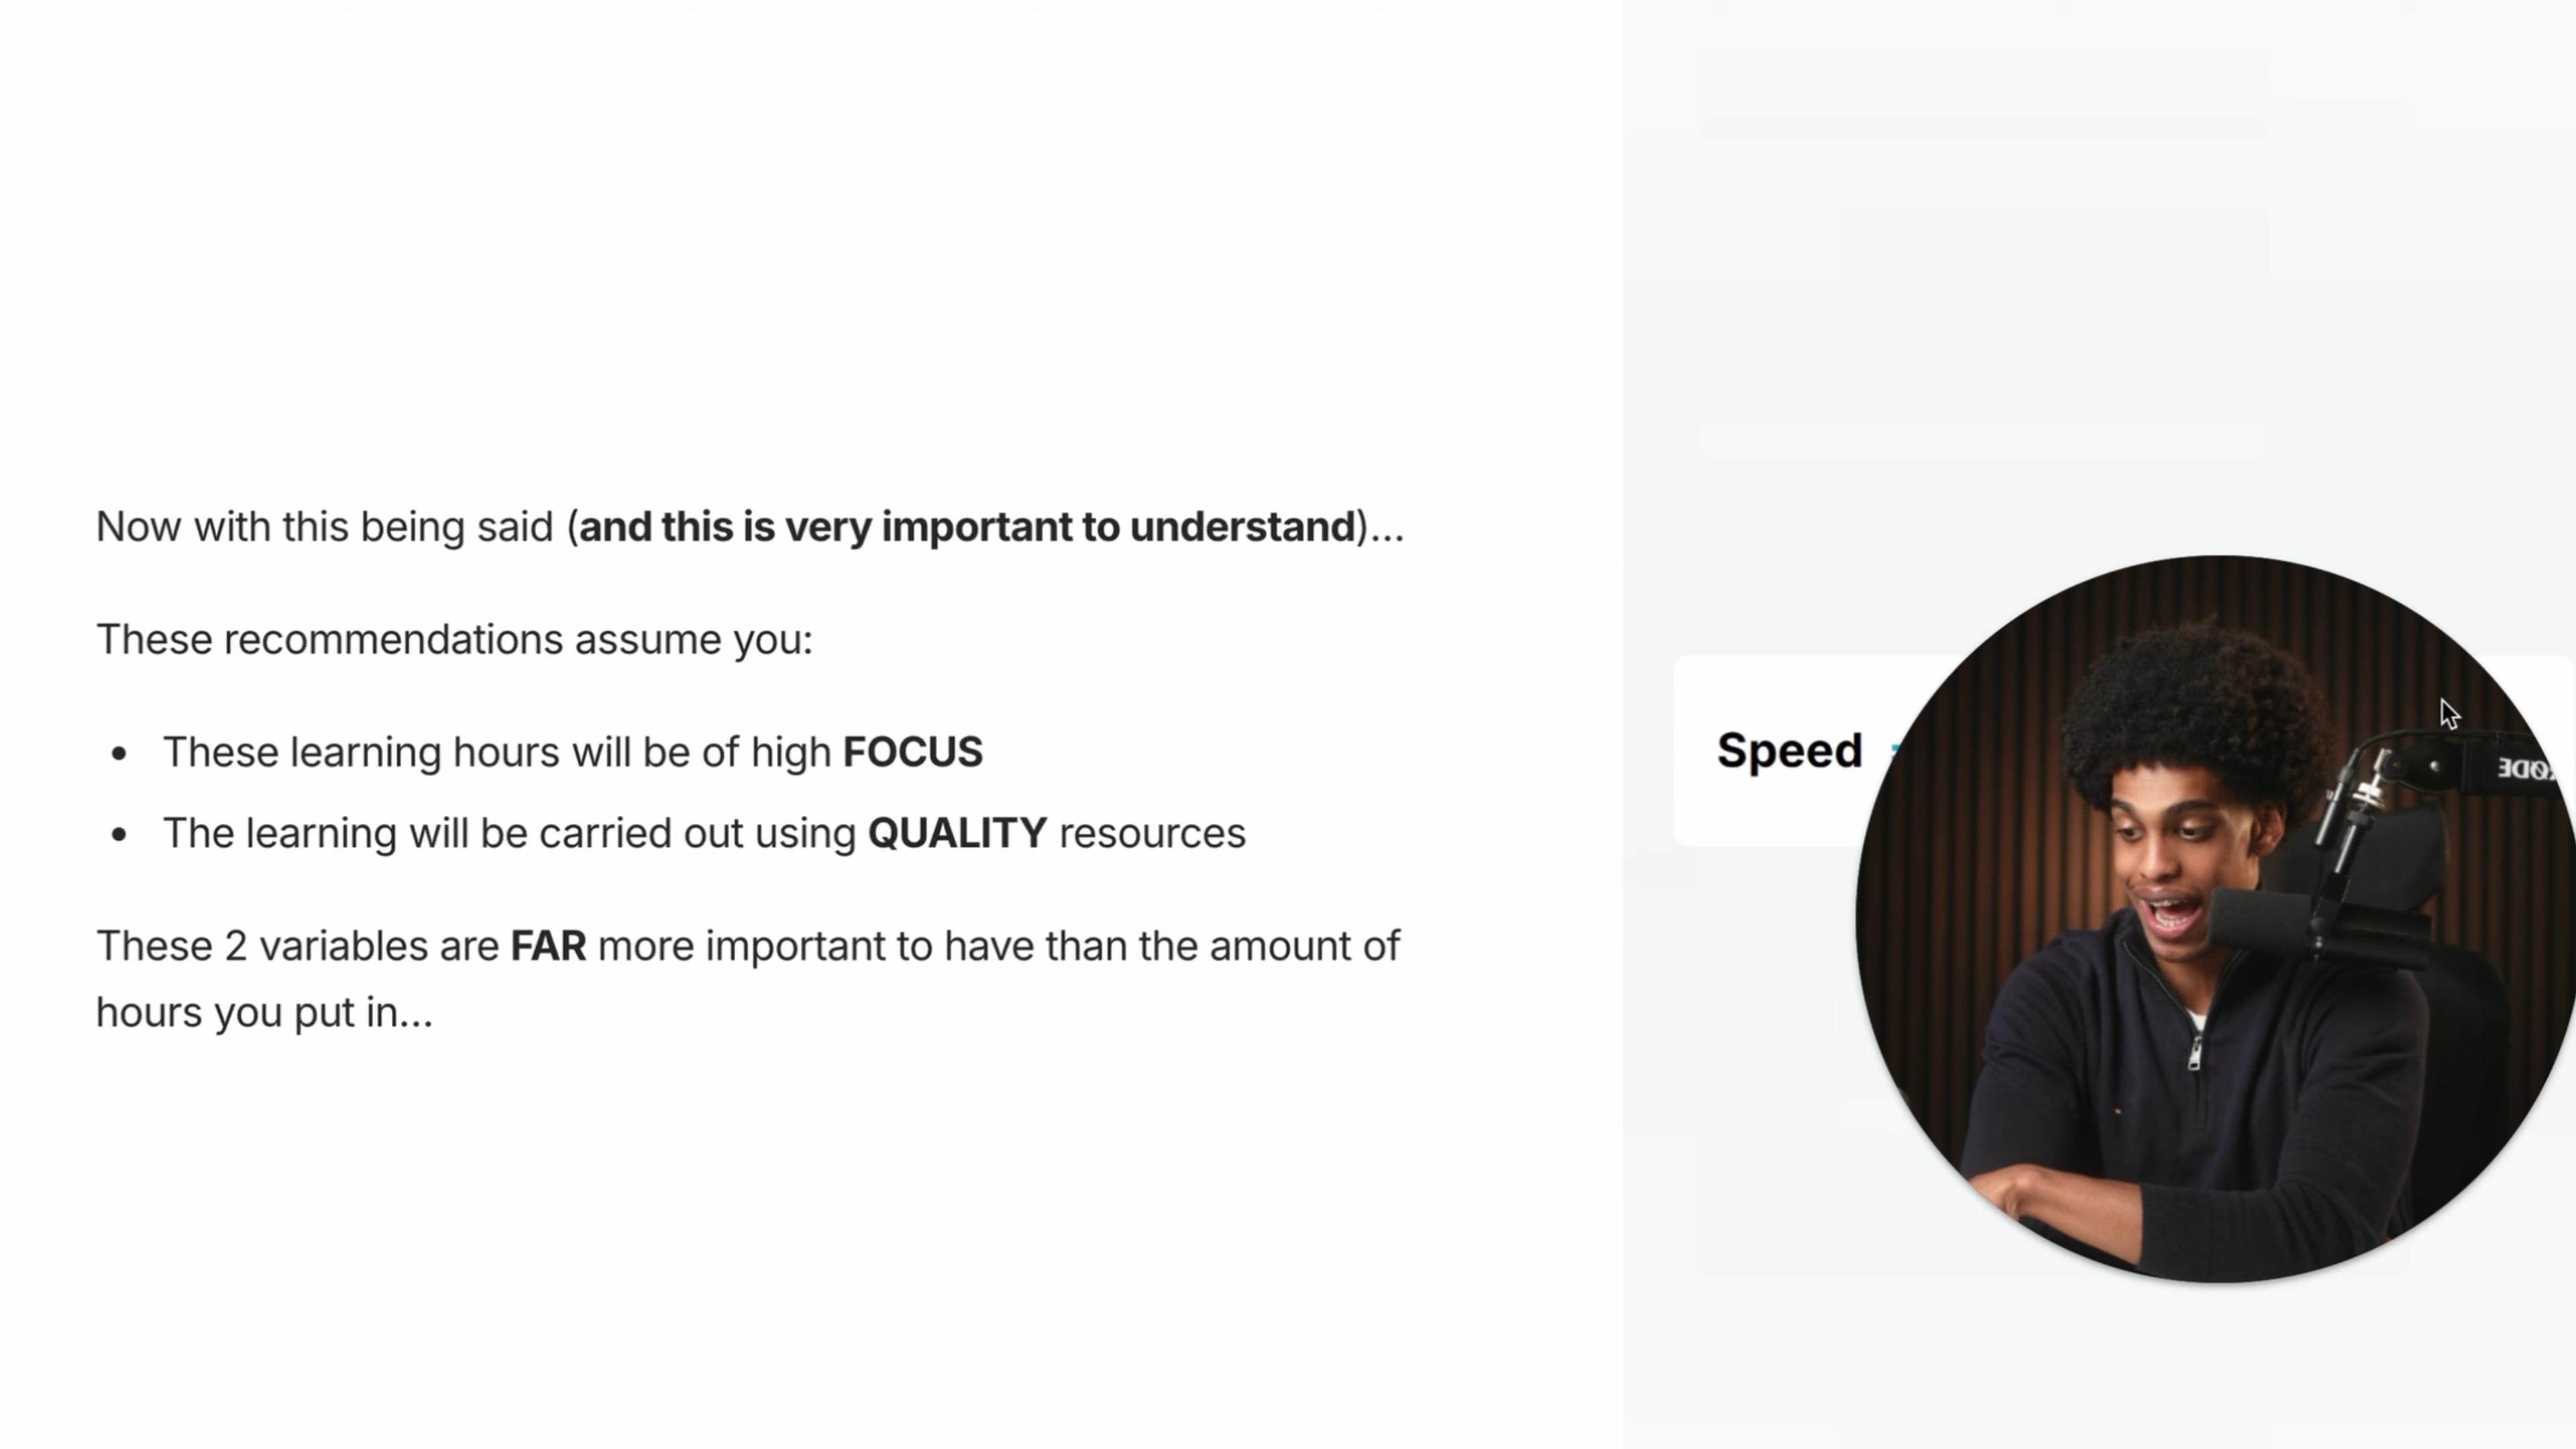 Now with this being said (and this is very important to understand)...
These recommendations assume you:
• These learning hours will be of high FOCUS
• The learning will be carried out using QUALITY resources
These 2 variables are FAR more important to have than the amount of
hours you put in...
Speed